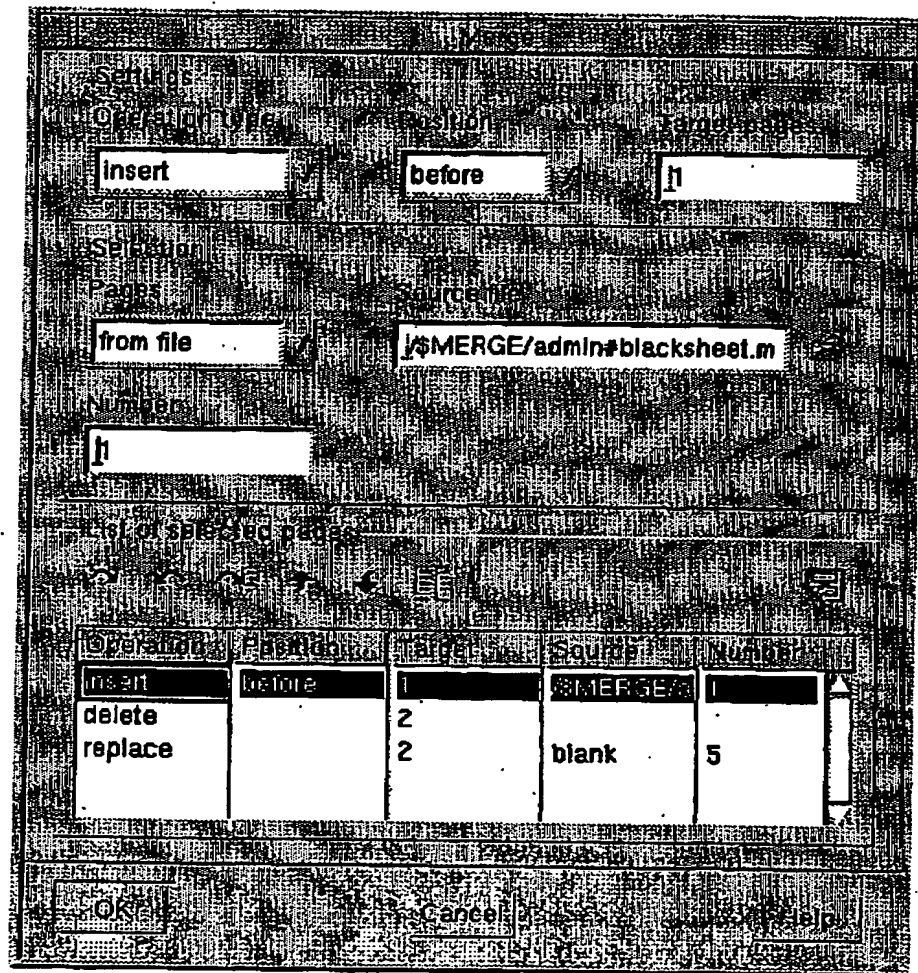 Merge
Settings
Operation type Position Target pages
insert before 1
Selection
Pages Source file
from file /$MERGE/admin#blacksheet.m
Number
1
List of selected pages
Operation Position Target Source Number
insert before 1 /$MERGE/a 1
delete 2
replace 2 blank 5
OK Cancel Help